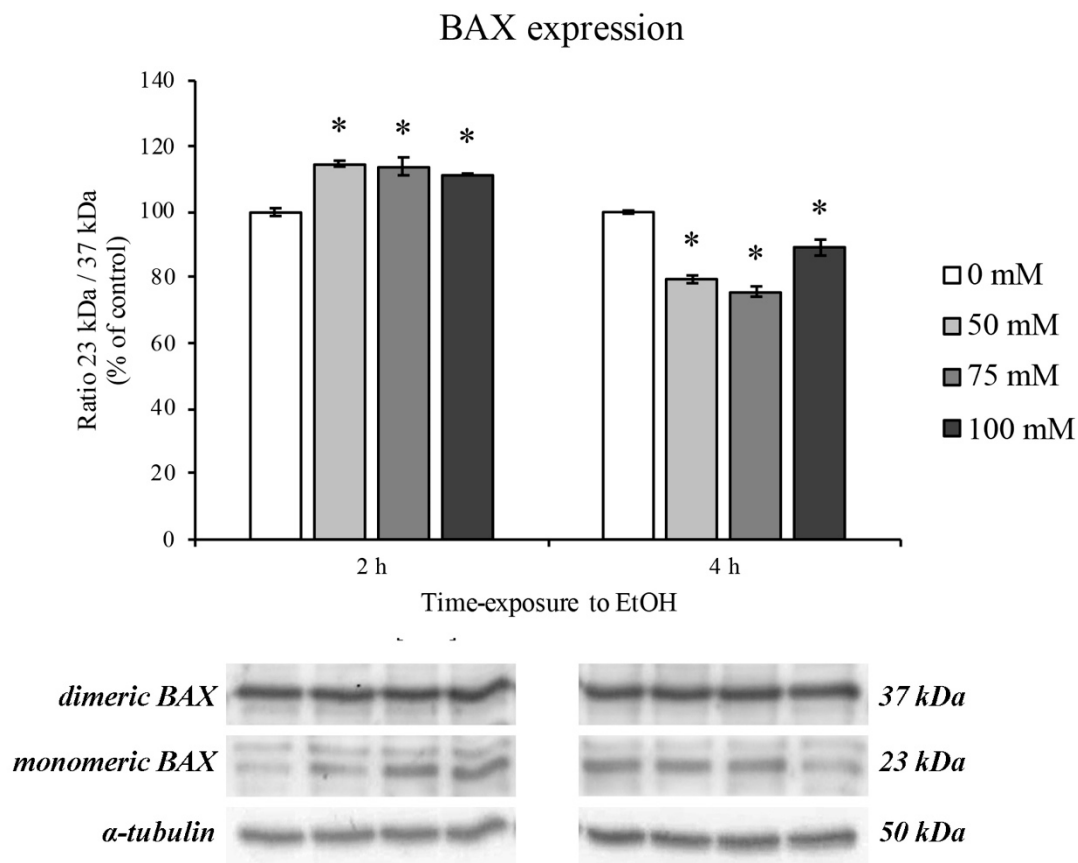 BAX expression
Ratio 23 kDa / 37 kDa
(% of control)
140
120
100
80
60
40
20
0
* * * * * *
2 h 4 h
Time-exposure to EtOH
0 mM
50 mM
75 mM
100 mM
dimeric BAX 37 kDa
monomeric BAX 23 kDa
α-tubulin 50 kDa